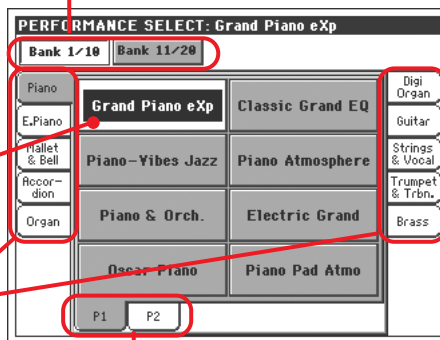 PERFORMANCE SELECT: Grand Piano eXp
Bank 1/10 Bank 11/20
Piano
E.Piano
Mallet
& Bell
Accor-
dion
Organ
Grand Piano eXp Classic Grand EQ
Piano-Vibes Jazz Piano Atmosphere
Piano & Orch. Electric Grand
Oscar Piano Piano Pad Atmo
Digi
Organ
Guitar
Strings
& Vocal
Trumpet
& Trbn.
Brass
P1 P2